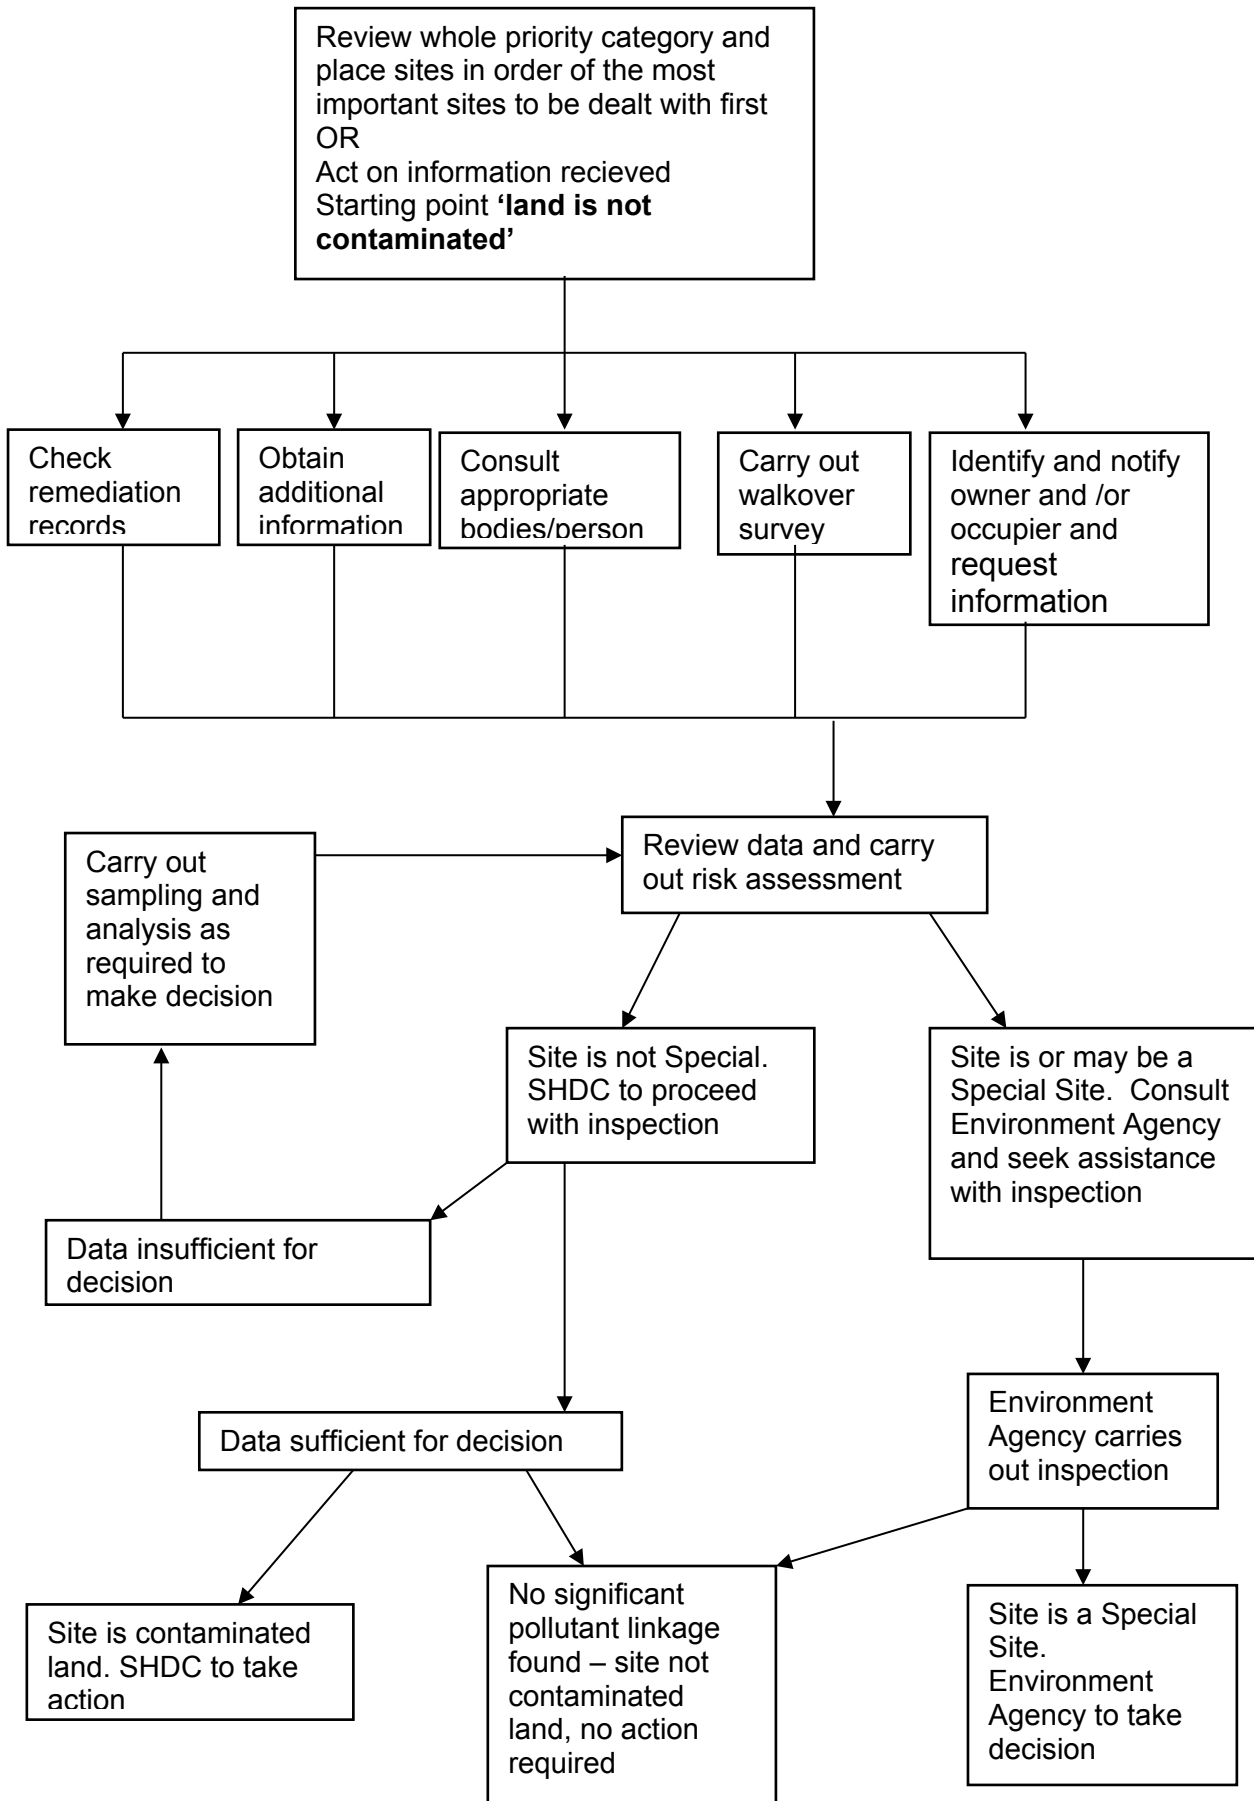 Review whole priority category and
place sites in order of the most
important sites to be dealt with first
OR
Act on information recieved
Starting point ‘land is not
contaminated’
Check
remediation
records
Obtain
additional
information
Consult
appropriate
bodies/person
Carry out
walkover
survey
Identify and notify
owner and /or
occupier and
request
information
Carry out
sampling and
analysis as
required to
make decision
Review data and carry
out risk assessment
Site is not Special.
SHDC to proceed
with inspection
Site is or may be a
Special Site.  Consult
Environment Agency
and seek assistance
with inspection
Data insufficient for
decision
Data sufficient for decision
Environment
Agency carries
out inspection
Site is contaminated
land. SHDC to take
action
No significant
pollutant linkage
found – site not
contaminated
land, no action
required
Site is a Special
Site.
Environment
Agency to take
decision